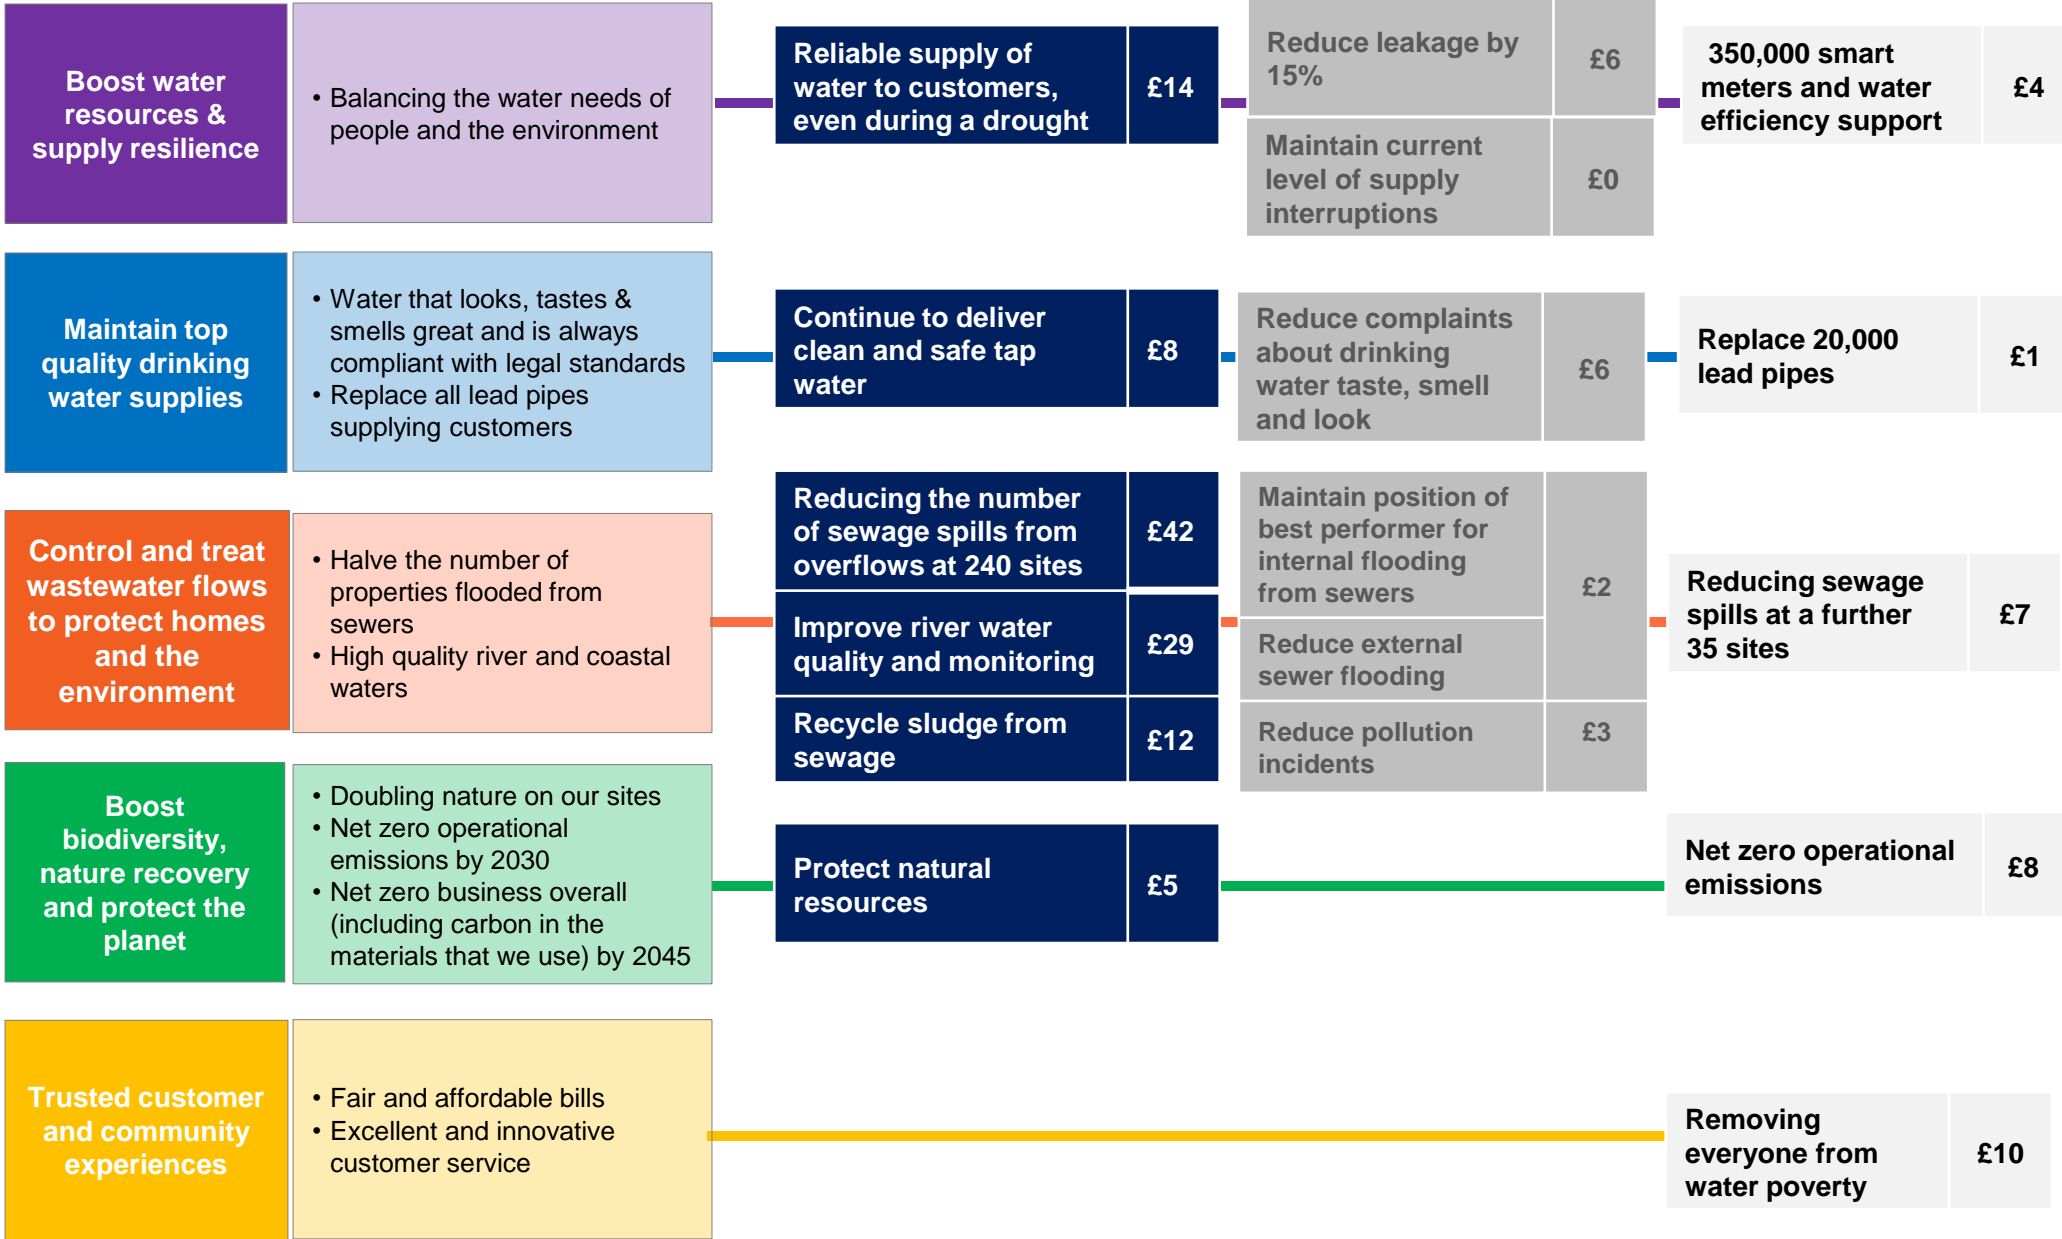 Boost water
resources &
supply resilience
• Balancing the water needs of
people and the environment
Reliable supply of
water to customers,
even during a drought
£14
Reduce leakage by
15%
£6
Maintain current
level of supply
interruptions
£0
350,000 smart
meters and water
efficiency support
£4
Maintain top
quality drinking
water supplies
• Water that looks, tastes &
smells great and is always
compliant with legal standards
• Replace all lead pipes
supplying customers
Continue to deliver
clean and safe tap
water
£8
Reduce complaints
about drinking
water taste, smell
and look
£6
Replace 20,000
lead pipes
£1
Control and treat
wastewater flows
to protect homes
and the
environment
• Halve the number of
properties flooded from
sewers
• High quality river and coastal
waters
Reducing the number
of sewage spills from
overflows at 240 sites
£42
Improve river water
quality and monitoring
£29
Recycle sludge from
sewage
£12
Maintain position of
best performer for
internal flooding
from sewers
£2
Reduce external
sewer flooding
Reduce pollution
incidents
£3
Reducing sewage
spills at a further
35 sites
£7
Boost
biodiversity,
nature recovery
and protect the
planet
• Doubling nature on our sites
• Net zero operational
emissions by 2030
• Net zero business overall
(including carbon in the
materials that we use) by 2045
Protect natural
resources
£5
Net zero operational
emissions
£8
Trusted customer
and community
experiences
• Fair and affordable bills
• Excellent and innovative
customer service
Removing
everyone from
water poverty
£10